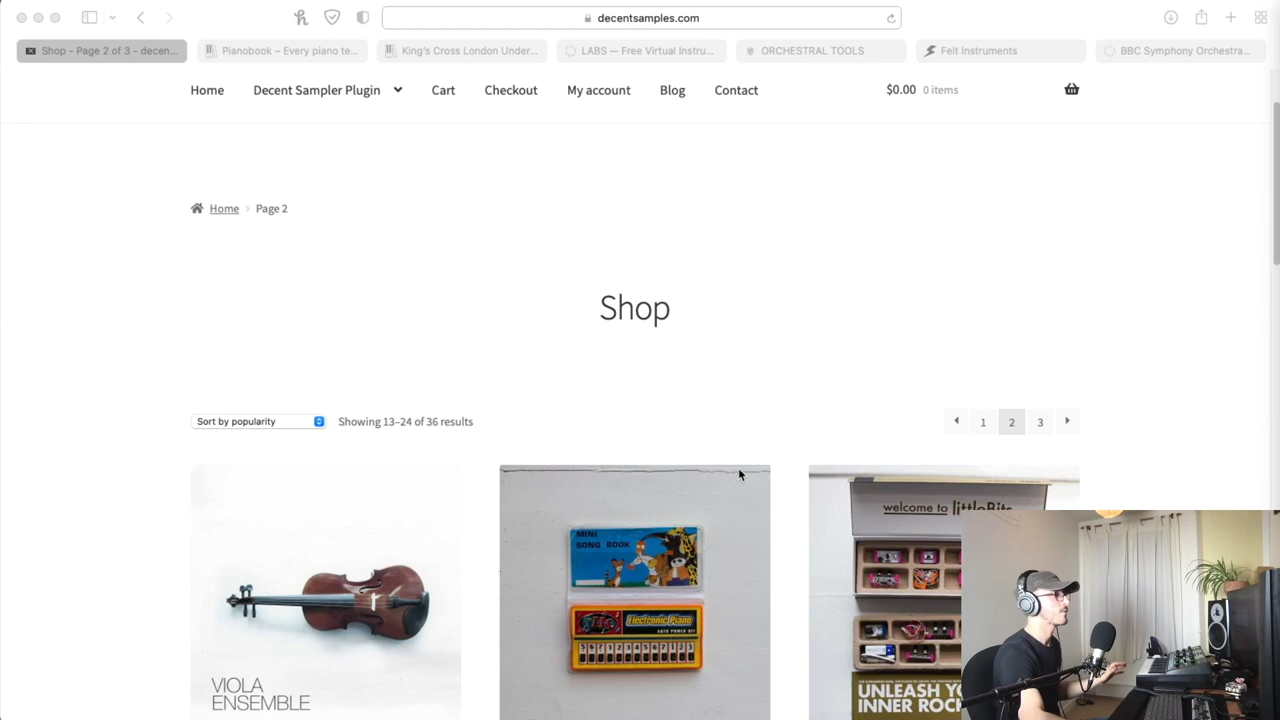 decentsamples.com
Shop - Page 2 of 3 - decen...
Pianobook – Every piano te...
King's Cross London Under...
LABS — Free Virtual Instru...
ORCHESTRAL TOOLS
Felt Instruments
BBC Symphony Orchestra...
Home
Decent Sampler Plugin
Cart
Checkout
My account
Blog
Contact
$0.00 0 items
Home > Page 2
Shop
Sort by popularity
Showing 13–24 of 36 results
1
2
3
VIOLA
ENSEMBLE
MINI
SONG BOOK
Electronic Piano
welcome to littleBits
UNLEASH YO
INNER ROCK